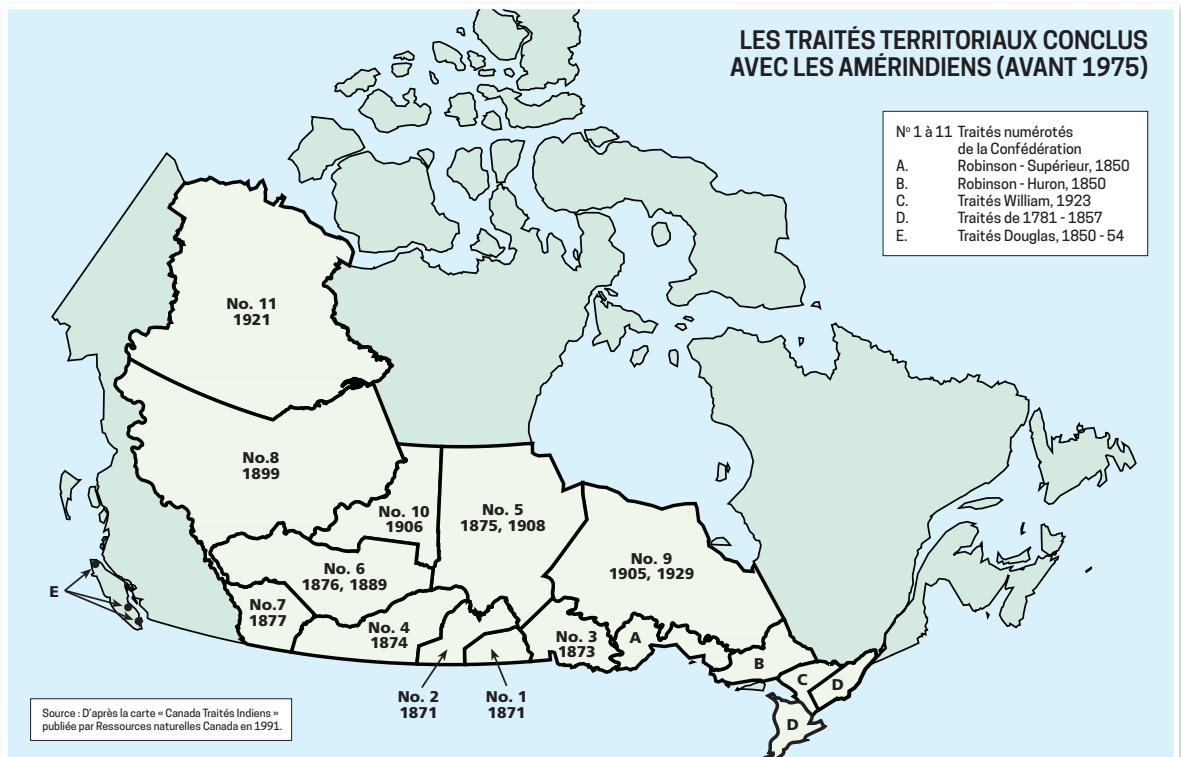 LES TRAITÉS TERRITORIAUX CONCLUS
AVEC LES AMÉRINDIENS (AVANT 1975)
Nº 1 à 11 Traités numérotés
de la Confédération
A. Robinson - Supérieur, 1850
B. Robinson - Huron, 1850
C. Traités William, 1923
D. Traités de 1781 - 1857
E. Traités Douglas, 1850 - 54
No. 11
1921
No.8
1899
No. 10
1906
No. 5
1875, 1908
No. 9
1905, 1929
No. 6
1876, 1889
E
No.7
1877
No. 4
1874
No. 3
1873
A
B
C
D
D
No. 2
1871
No. 1
1871
Source : D'après la carte « Canada Traités Indiens »
publiée par Ressources naturelles Canada en 1991.